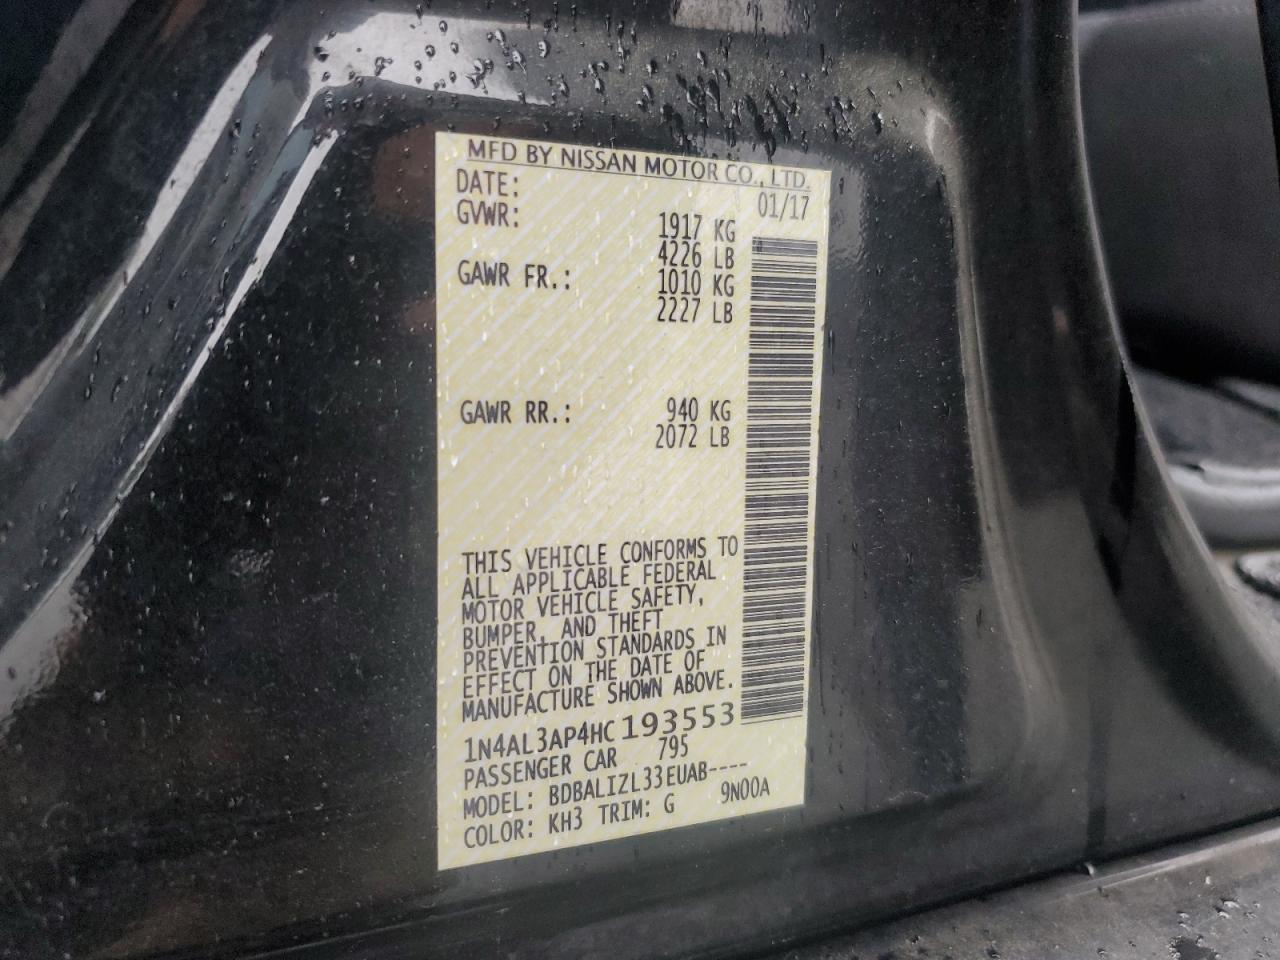 MFD BY NISSAN MOTOR CO., LTD.
DATE: 01/17
GVWR: 1917 KG
4226 LB
GAWR FR.: 1010 KG
2227 LB
GAWR RR.: 940 KG
2072 LB
THIS VEHICLE CONFORMS TO
ALL APPLICABLE FEDERAL
MOTOR VEHICLE SAFETY,
BUMPER, AND THEFT
PREVENTION STANDARDS IN
EFFECT ON THE DATE OF
MANUFACTURE SHOWN ABOVE.
1N4AL3AP4HC193553
PASSENGER CAR 795
MODEL: BDBALIZL33EUAB----
COLOR: KH3 TRIM: G 9N00A